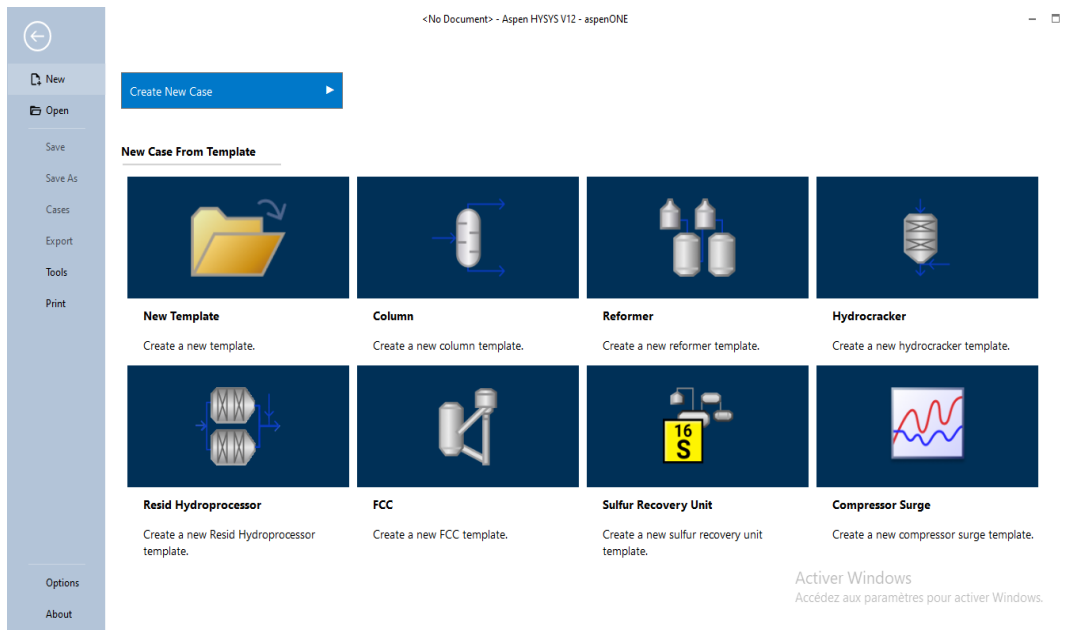 <No Document> - Aspen HYSYS V12 - aspenONE
New
Open
Save
Save As
Cases
Export
Tools
Print
Options
About
Create New Case
New Case From Template
New Template
Create a new template.
Column
Create a new column template.
Reformer
Create a new reformer template.
Hydrocracker
Create a new hydrocracker template.
Resid Hydroprocessor
Create a new Resid Hydroprocessor
template.
FCC
Create a new FCC template.
16
S
Sulfur Recovery Unit
Create a new sulfur recovery unit
template.
Compressor Surge
Create a new compressor surge template.
Activer Windows
Accédez aux paramètres pour activer Windows.